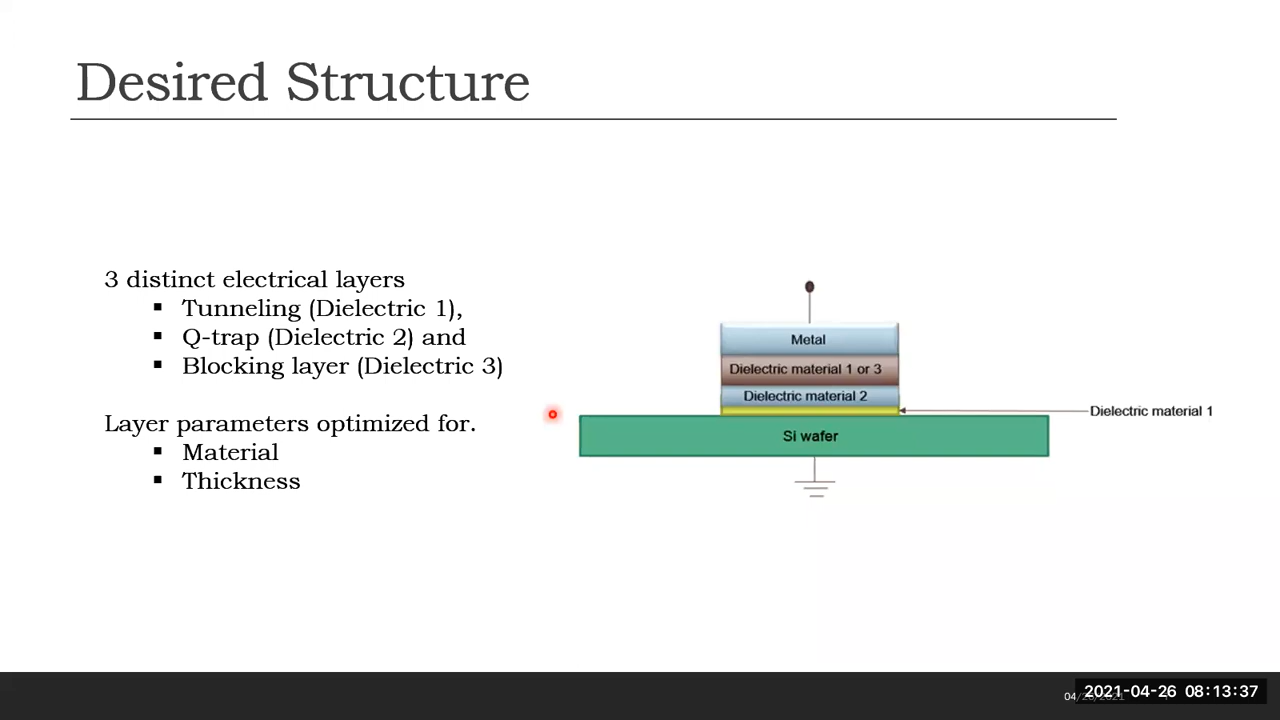 Desired Structure
3 distinct electrical layers
▪ Tunneling (Dielectric 1),
▪ Q-trap (Dielectric 2) and
▪ Blocking layer (Dielectric 3)
Layer parameters optimized for.
▪ Material
▪ Thickness
Metal
Dielectric material 1 or 3
Dielectric material 2
Dielectric material 1
Si wafer
2021-04-26 08:13:37